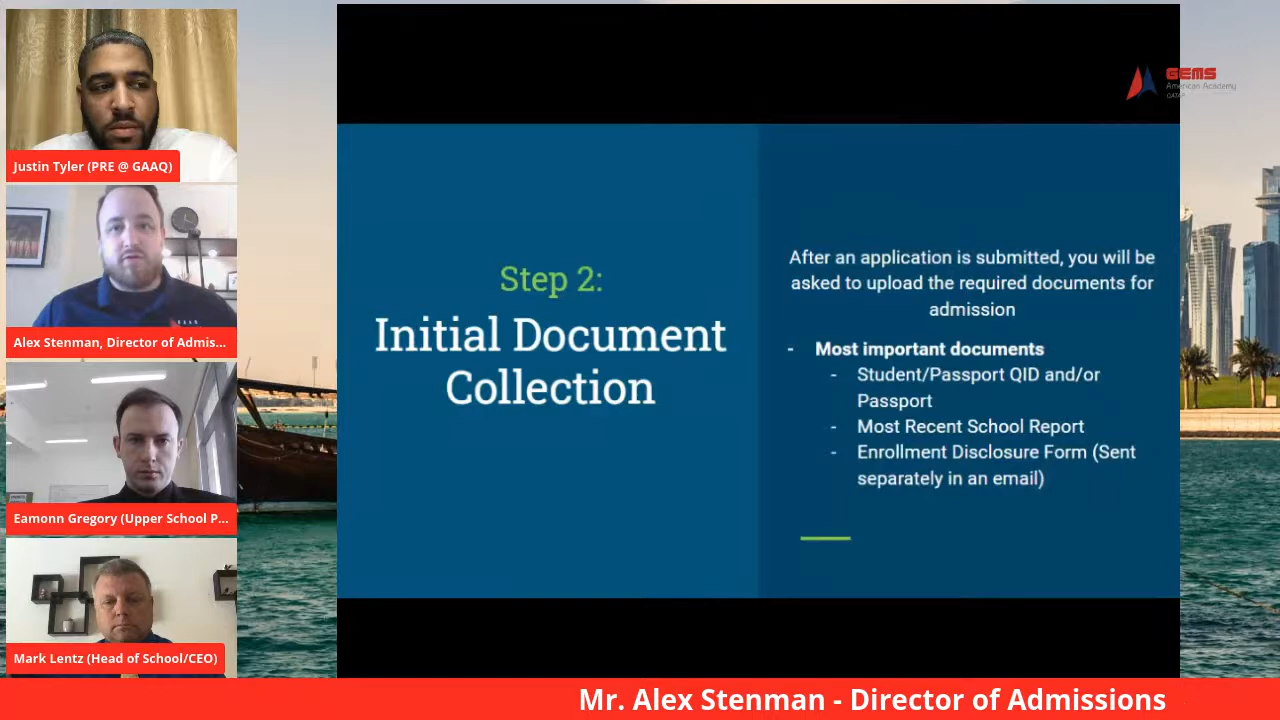 Justin Tyler (PRE @ GAAQ)
Alex Stenman, Director of Admis...
Eamonn Gregory (Upper School P...
Mark Lentz (Head of School/CEO)
GEMS
American Academy
QATAR
Step 2:
Initial Document
Collection
After an application is submitted, you will be
asked to upload the required documents for
admission
- Most important documents
- Student/Passport QID and/or
Passport
- Most Recent School Report
- Enrollment Disclosure Form (Sent
separately in an email)
Mr. Alex Stenman - Director of Admissions